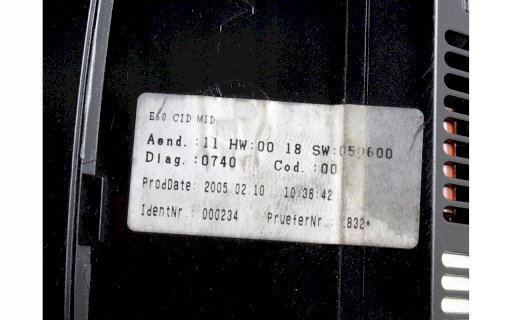 E60 CID MID
Aend.:11 HW:00 18 SW:050600
Diag.:0740 Cod.:00
ProdDate: 2005.02.10 10:36:42
IdentNr.: 000234 PrueferNr.: 832*